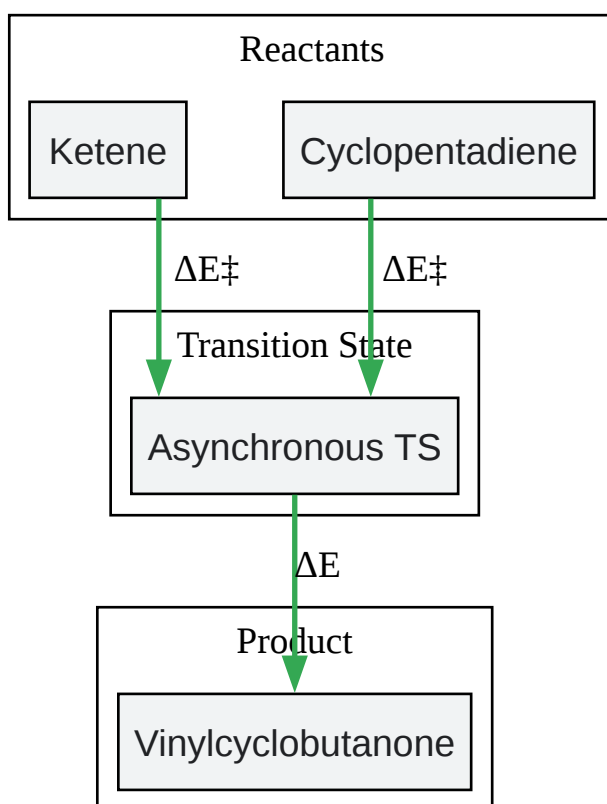 Reactants
Ketene
Cyclopentadiene
ΔE‡
ΔE‡
Transition State
Asynchronous TS
ΔE
Product
Vinylcyclobutanone